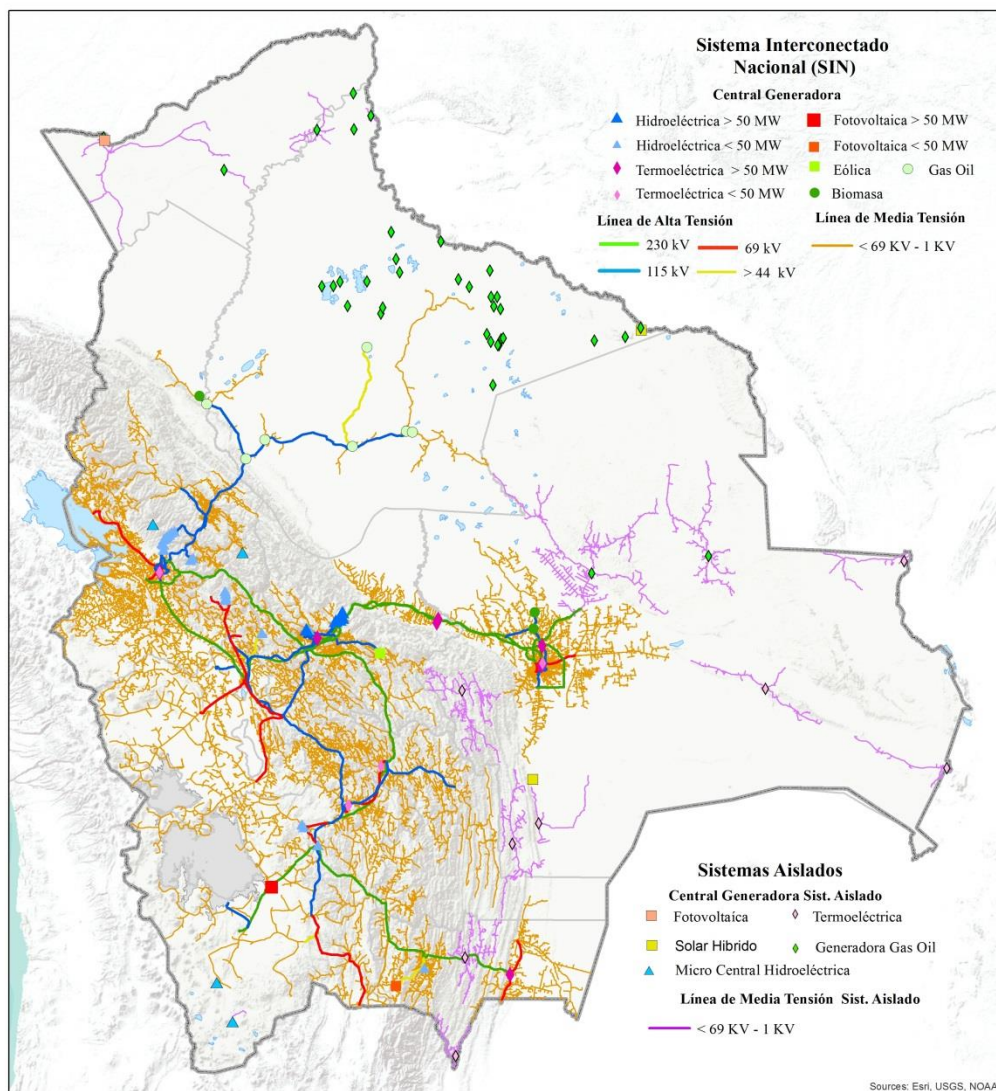 Sistema Interconectado
Nacional (SIN)
Central Generadora
Hidroeléctrica > 50 MW
Fotovoltaica > 50 MW
Hidroeléctrica < 50 MW
Fotovoltaica < 50 MW
Termoeléctrica > 50 MW
Eólica
Gas Oil
Termoeléctrica < 50 MW
Biomasa
Línea de Alta Tensión
Línea de Media Tensión
230 kV
69 kV
< 69 KV - 1 KV
115 kV
> 44 kV
Sistemas Aislados
Central Generadora Sist. Aislado
Fotovoltaica
Termoeléctrica
Solar Hibrido
Generadora Gas Oil
Micro Central Hidroeléctrica
Línea de Media Tensión Sist. Aislado
< 69 KV - 1 KV
Sources: Esri, USGS, NOAA